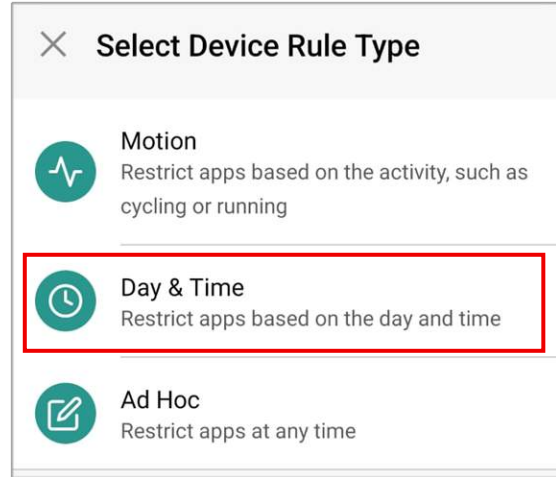 Select Device Rule Type
Motion
Restrict apps based on the activity, such as
cycling or running
Day & Time
Restrict apps based on the day and time
Ad Hoc
Restrict apps at any time